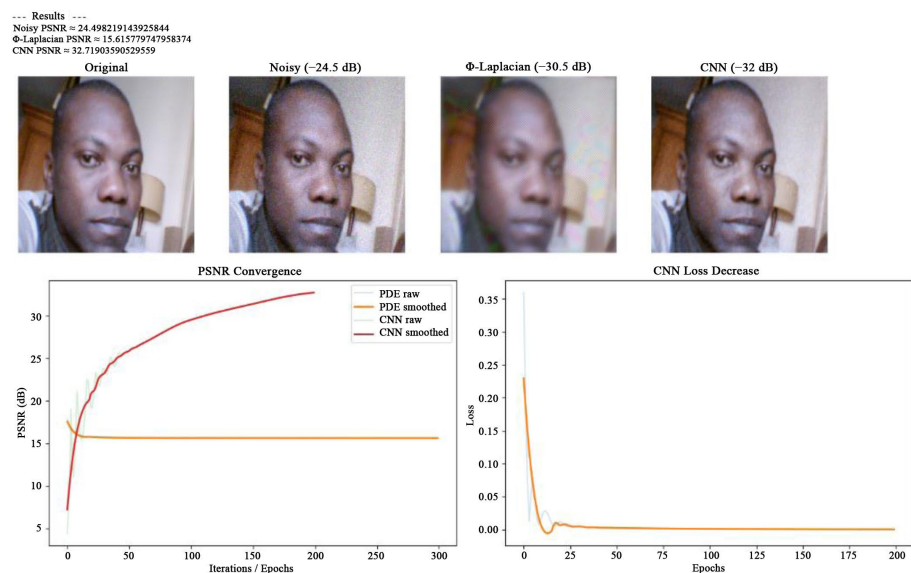 --- Results ---
Noisy PSNR ≈ 24.498219143925844
Φ-Laplacian PSNR ≈ 15.615779747958374
CNN PSNR ≈ 32.71903590529559
Original
Noisy (−24.5 dB)
Φ-Laplacian (−30.5 dB)
CNN (−32 dB)
PSNR Convergence
PSNR (dB)
30
25
20
15
10
5
PDE raw
PDE smoothed
CNN raw
CNN smoothed
0
50
100
150
200
250
300
Iterations / Epochs
CNN Loss Decrease
Loss
0.35
0.30
0.25
0.20
0.15
0.10
0.05
0.00
0
25
50
75
100
125
150
175
200
Epochs